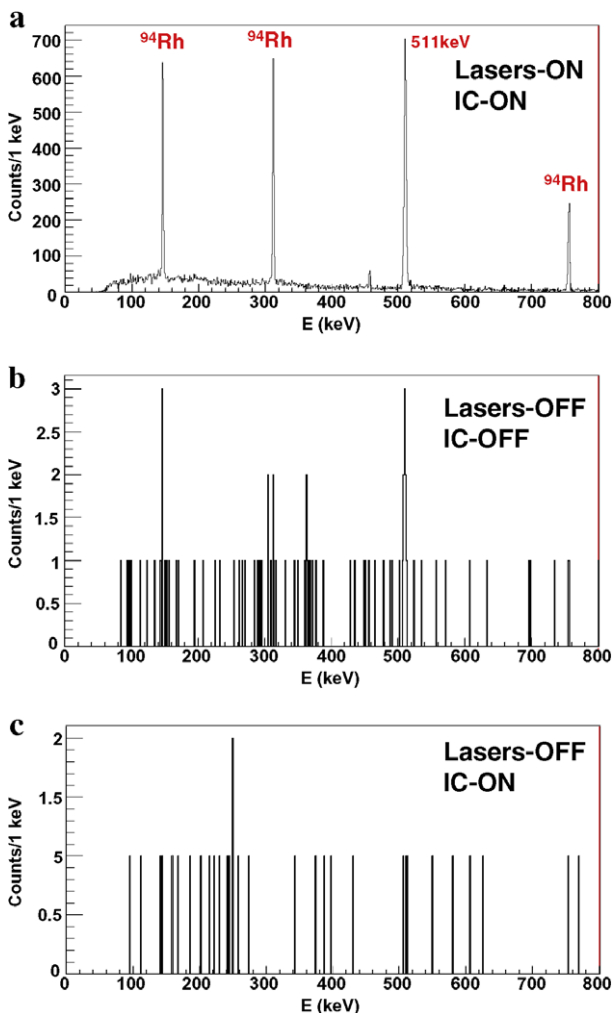 a
700
600
500
400
300
200
100
0
Counts/1 keV
⁹⁴Rh
⁹⁴Rh
511keV
⁹⁴Rh
Lasers-ON
IC-ON
0 100 200 300 400 500 600 700 800
E (keV)
b
3
2.5
2
1.5
1
0.5
0
Counts/1 keV
Lasers-OFF
IC-OFF
0 100 200 300 400 500 600 700 800
E (keV)
c
2
1.5
5
0.5
0
Counts/1 keV
Lasers-OFF
IC-ON
0 100 200 300 400 500 600 700 800
E (keV)